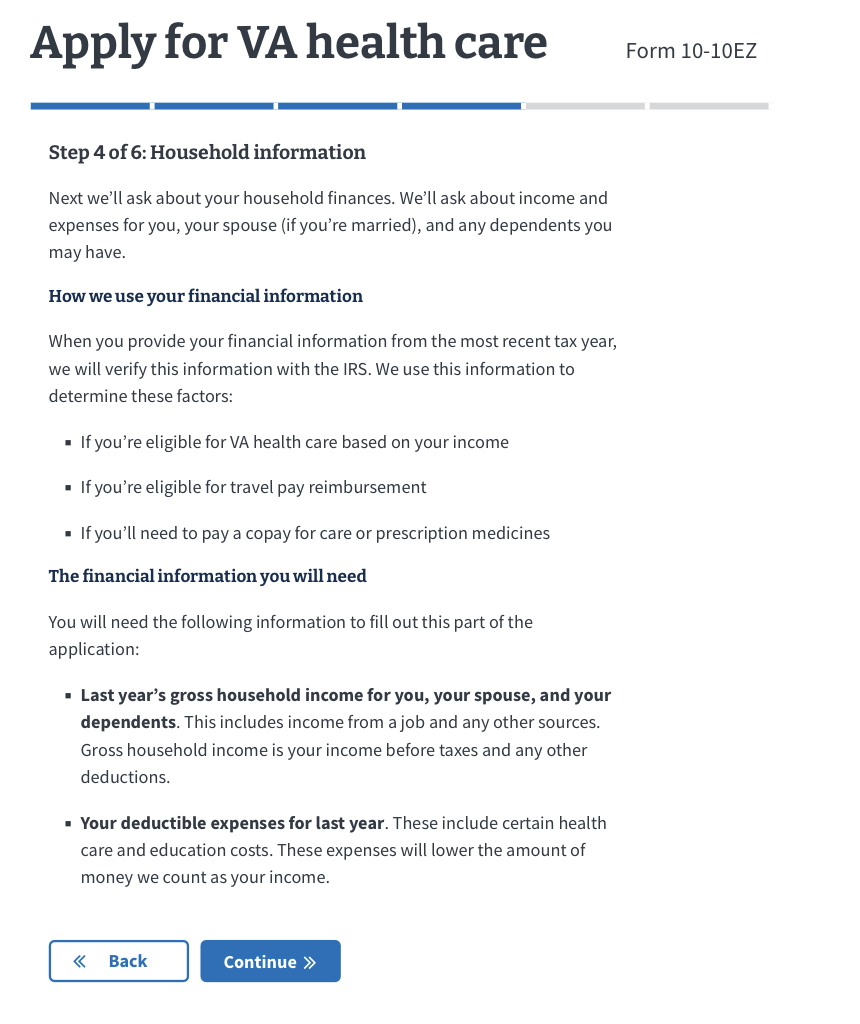 Apply for VA health care
Form 10-10EZ
Step 4 of 6: Household information
Next we’ll ask about your household finances. We’ll ask about income and
expenses for you, your spouse (if you’re married), and any dependents you
may have.
How we use your financial information
When you provide your financial information from the most recent tax year,
we will verify this information with the IRS. We use this information to
determine these factors:
▪ If you’re eligible for VA health care based on your income
▪ If you’re eligible for travel pay reimbursement
▪ If you’ll need to pay a copay for care or prescription medicines
The financial information you will need
You will need the following information to fill out this part of the
application:
▪ Last year’s gross household income for you, your spouse, and your
dependents. This includes income from a job and any other sources.
Gross household income is your income before taxes and any other
deductions.
▪ Your deductible expenses for last year. These include certain health
care and education costs. These expenses will lower the amount of
money we count as your income.
« Back
Continue »